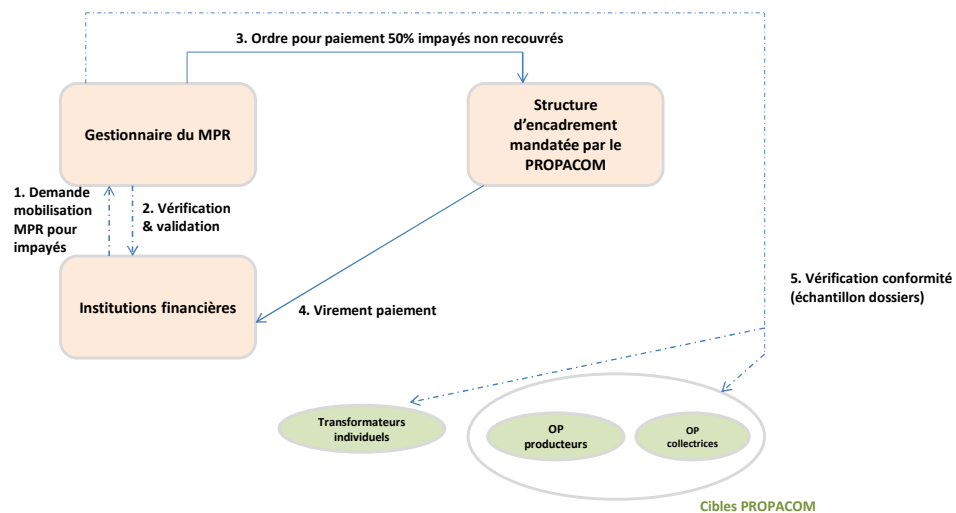 3. Ordre pour paiement 50% impayés non recouvrés
Gestionnaire du MPR
Structure
d'encadrement
mandatée par le
PROPACOM
1. Demande
mobilisation
MPR pour
impayés
2. Vérification
& validation
Institutions financières
4. Virement paiement
5. Vérification conformité
(échantillon dossiers)
Transformateurs
individuels
OP
producteurs
OP
collectrices
Cibles PROPACOM